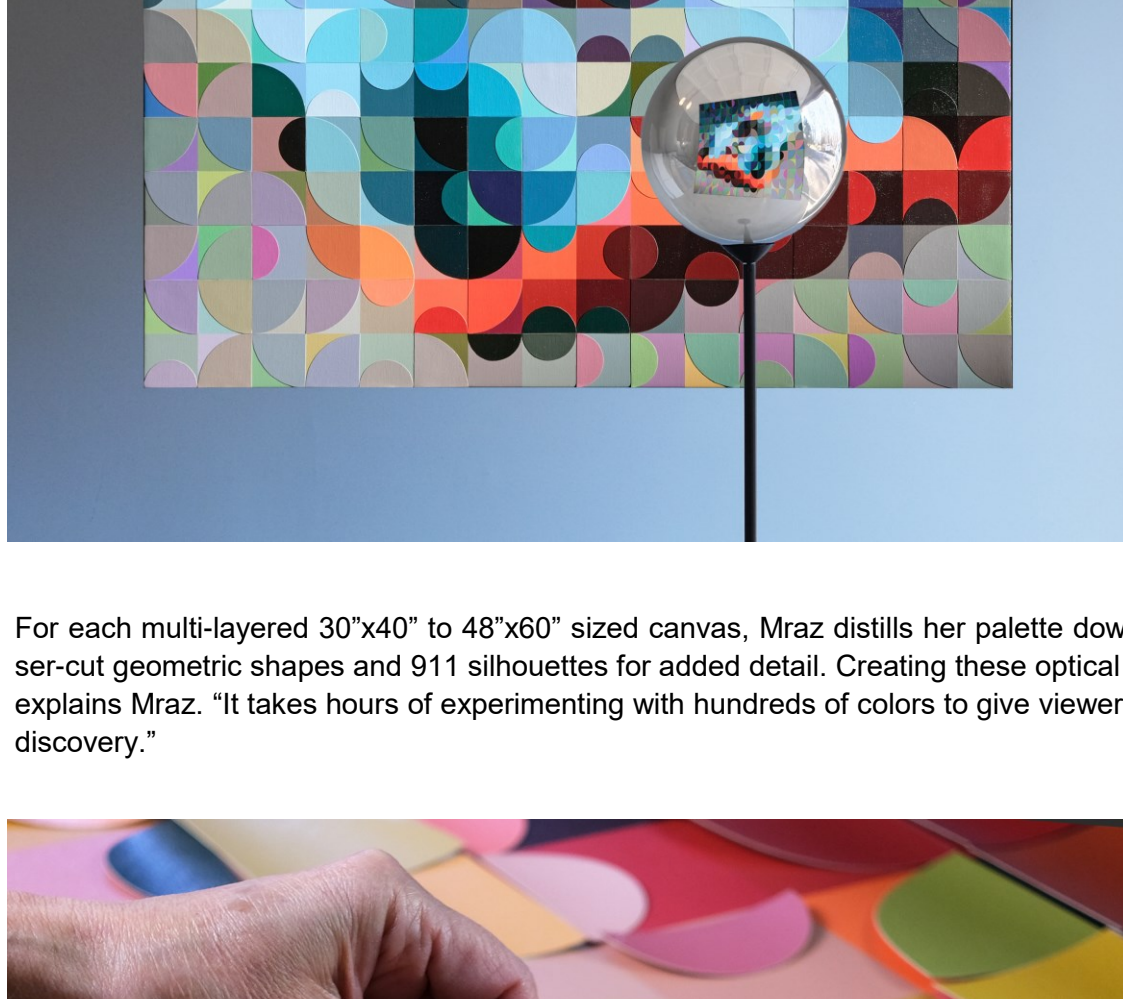 For each multi-layered 30”x40” to 48”x60” sized canvas, Mraz distills her palette dow
ser-cut geometric shapes and 911 silhouettes for added detail. Creating these optical
explains Mraz. “It takes hours of experimenting with hundreds of colors to give viewer
discovery.”